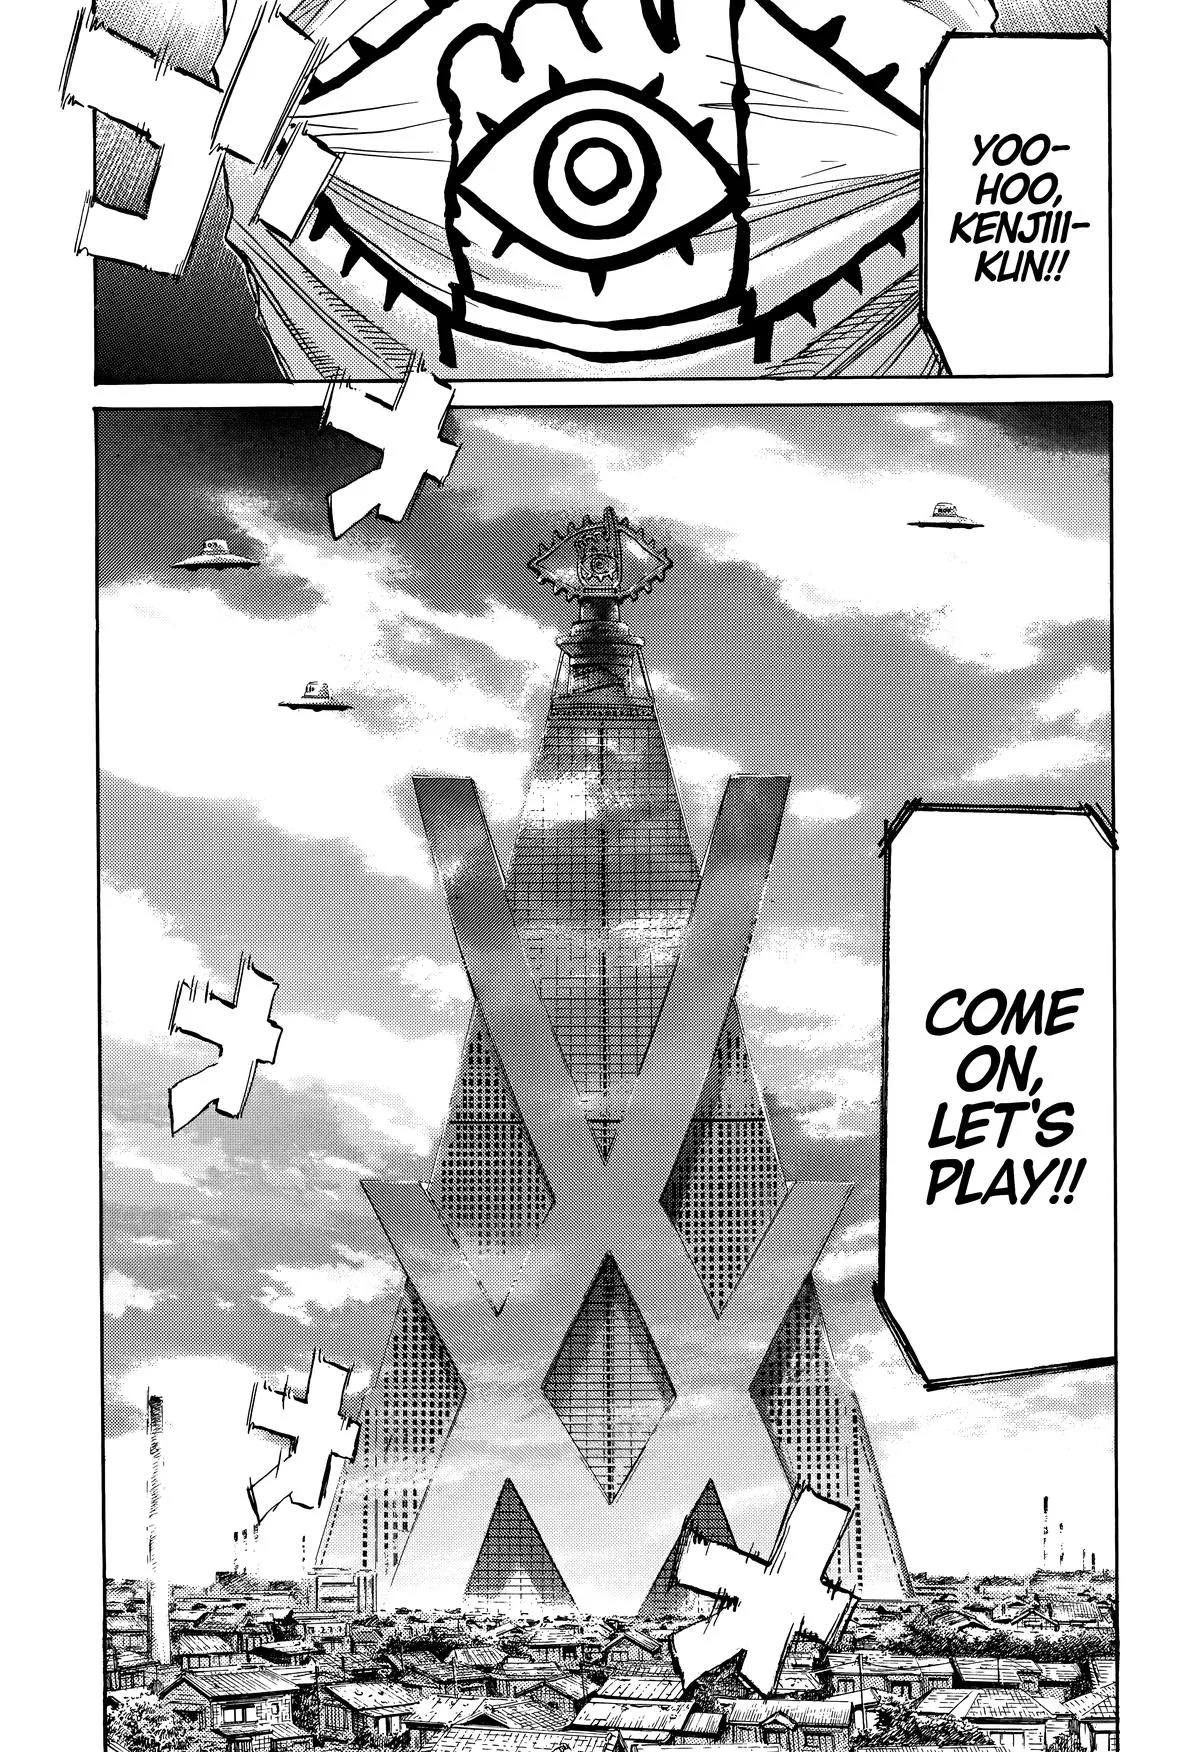 YOO-
HOO,
KENJIII-
KUN!!
ゴ
オ
COME
ON,
LET'S
PLAY!!
オ
オ
オ